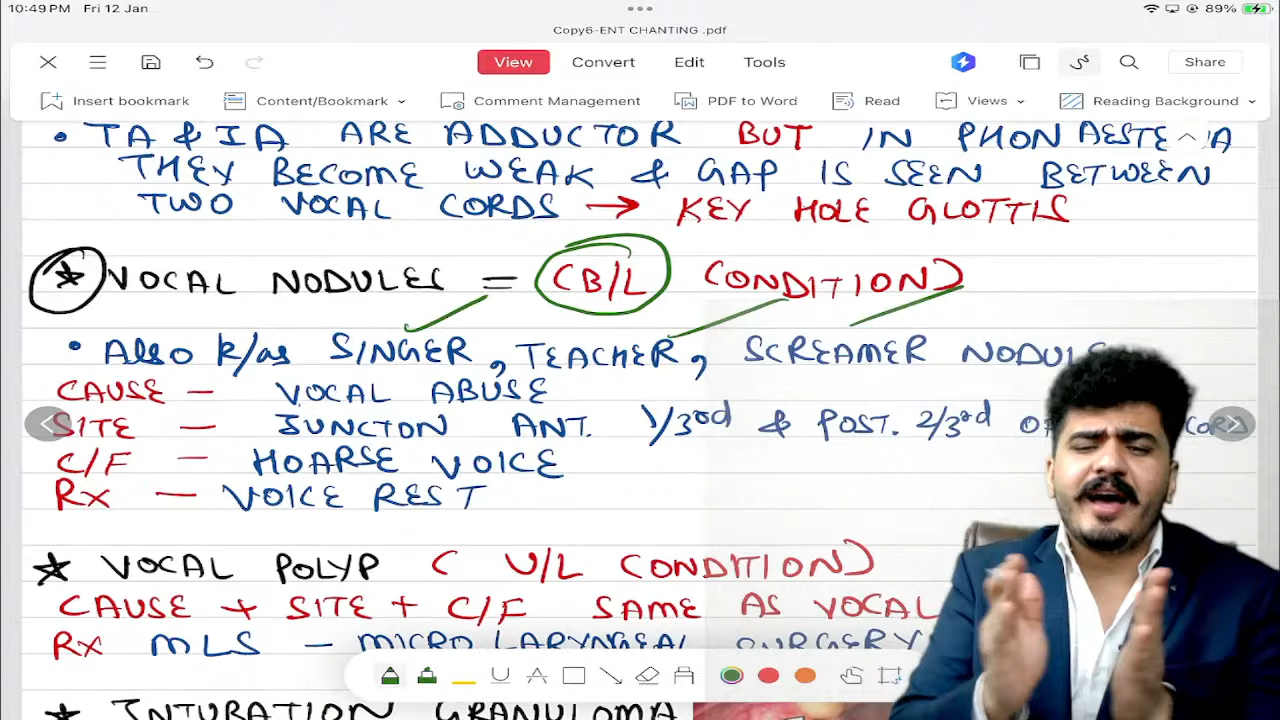 10:49 PM Fri 12 Jan 89%
Copy6-ENT CHANTING .pdf
View Convert Edit Tools Share
Insert bookmark Content/Bookmark Comment Management PDF to Word Read Views Reading Background
• TA & IA ARE ADDUCTOR BUT IN PHONAESTE A
THEY BECOME WEAK & GAP IS SEEN BETWEEN
TWO VOCAL CORDS → KEY HOLE GLOTTIS
★ VOCAL NODULES = (B/L CONDITION)
• Also k/as SINGER, TEACHER, SCREAMER NODULE
CAUSE - VOCAL ABUSE
SITE - JUNCTON ANT. 1/3rd & POST. 2/3rd
C/F - HOARSE VOICE
Rx - VOICE REST
★ VOCAL POLYP ( U/L CONDITION)
CAUSE + SITE + C/F SAME AS VOCAL
Rx MLS - MICRO LARYNGEAL SURGERY
★ INTUBATION GRANULOMA